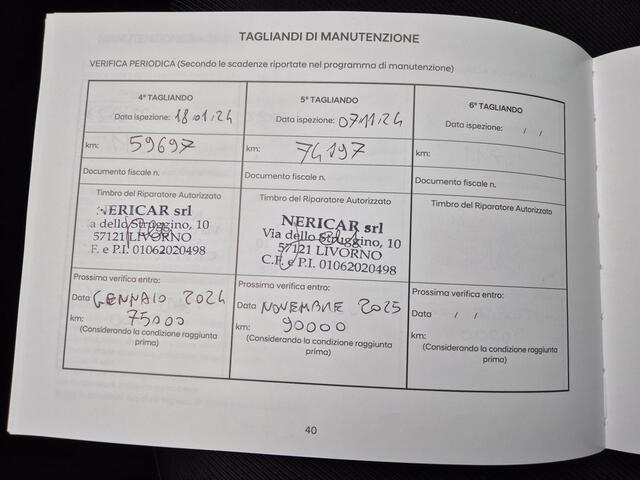 TAGLIANDI DI MANUTENZIONE
VERIFICA PERIODICA (Secondo le scadenze riportate nel programma di manutenzione)
4° TAGLIANDO
Data ispezione: 18.01.24
km: 59697
Documento fiscale n.
Timbro del Riparatore Autorizzato
NERICAR srl
a dello Struggino, 10
57121 LIVORNO
.F. e P.I. 01062020498
Prossima verifica entro:
Data GENNAIO 2024
km: 75000
(Considerando la condizione raggiunta
prima)
5° TAGLIANDO
Data ispezione: 07.11.24
km: 74197
Documento fiscale n.
Timbro del Riparatore Autorizzato
NERICAR srl
Via dello Struggino, 10
57121 LIVORNO
C.F. e P.I. 01062020498
Prossima verifica entro:
Data NOVEMBRE 2025
km: 90000
(Considerando la condizione raggiunta
prima)
6° TAGLIANDO
Data ispezione: / /
km:
Documento fiscale n.
Timbro del Riparatore Autorizzato
Prossima verifica entro:
Data / /
km:
(Considerando la condizione raggiunta
prima)
40